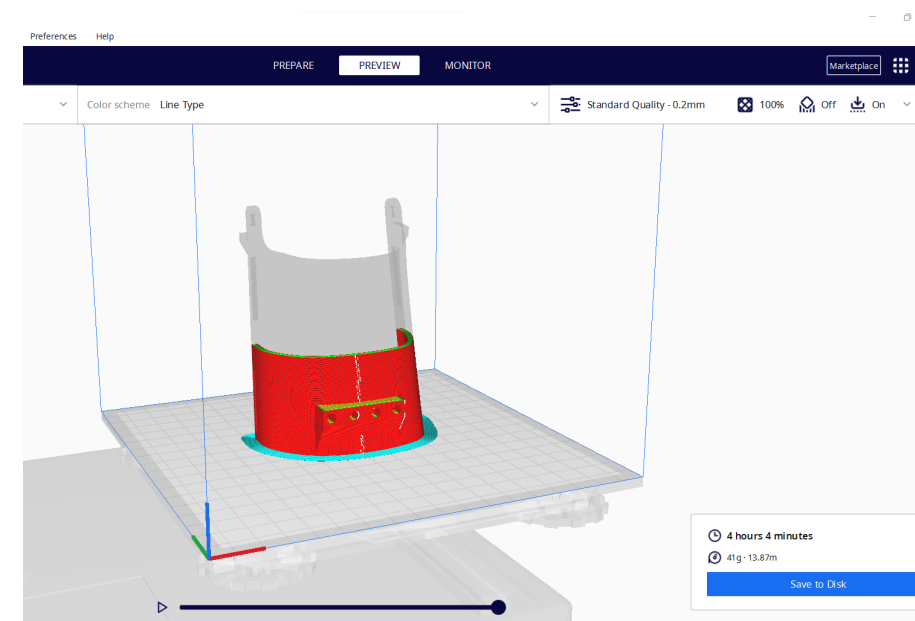 Preferences Help
PREPARE PREVIEW MONITOR Marketplace
Color scheme Line Type Standard Quality - 0.2mm 100% Off On
4 hours 4 minutes
41g · 13.87m
Save to Disk